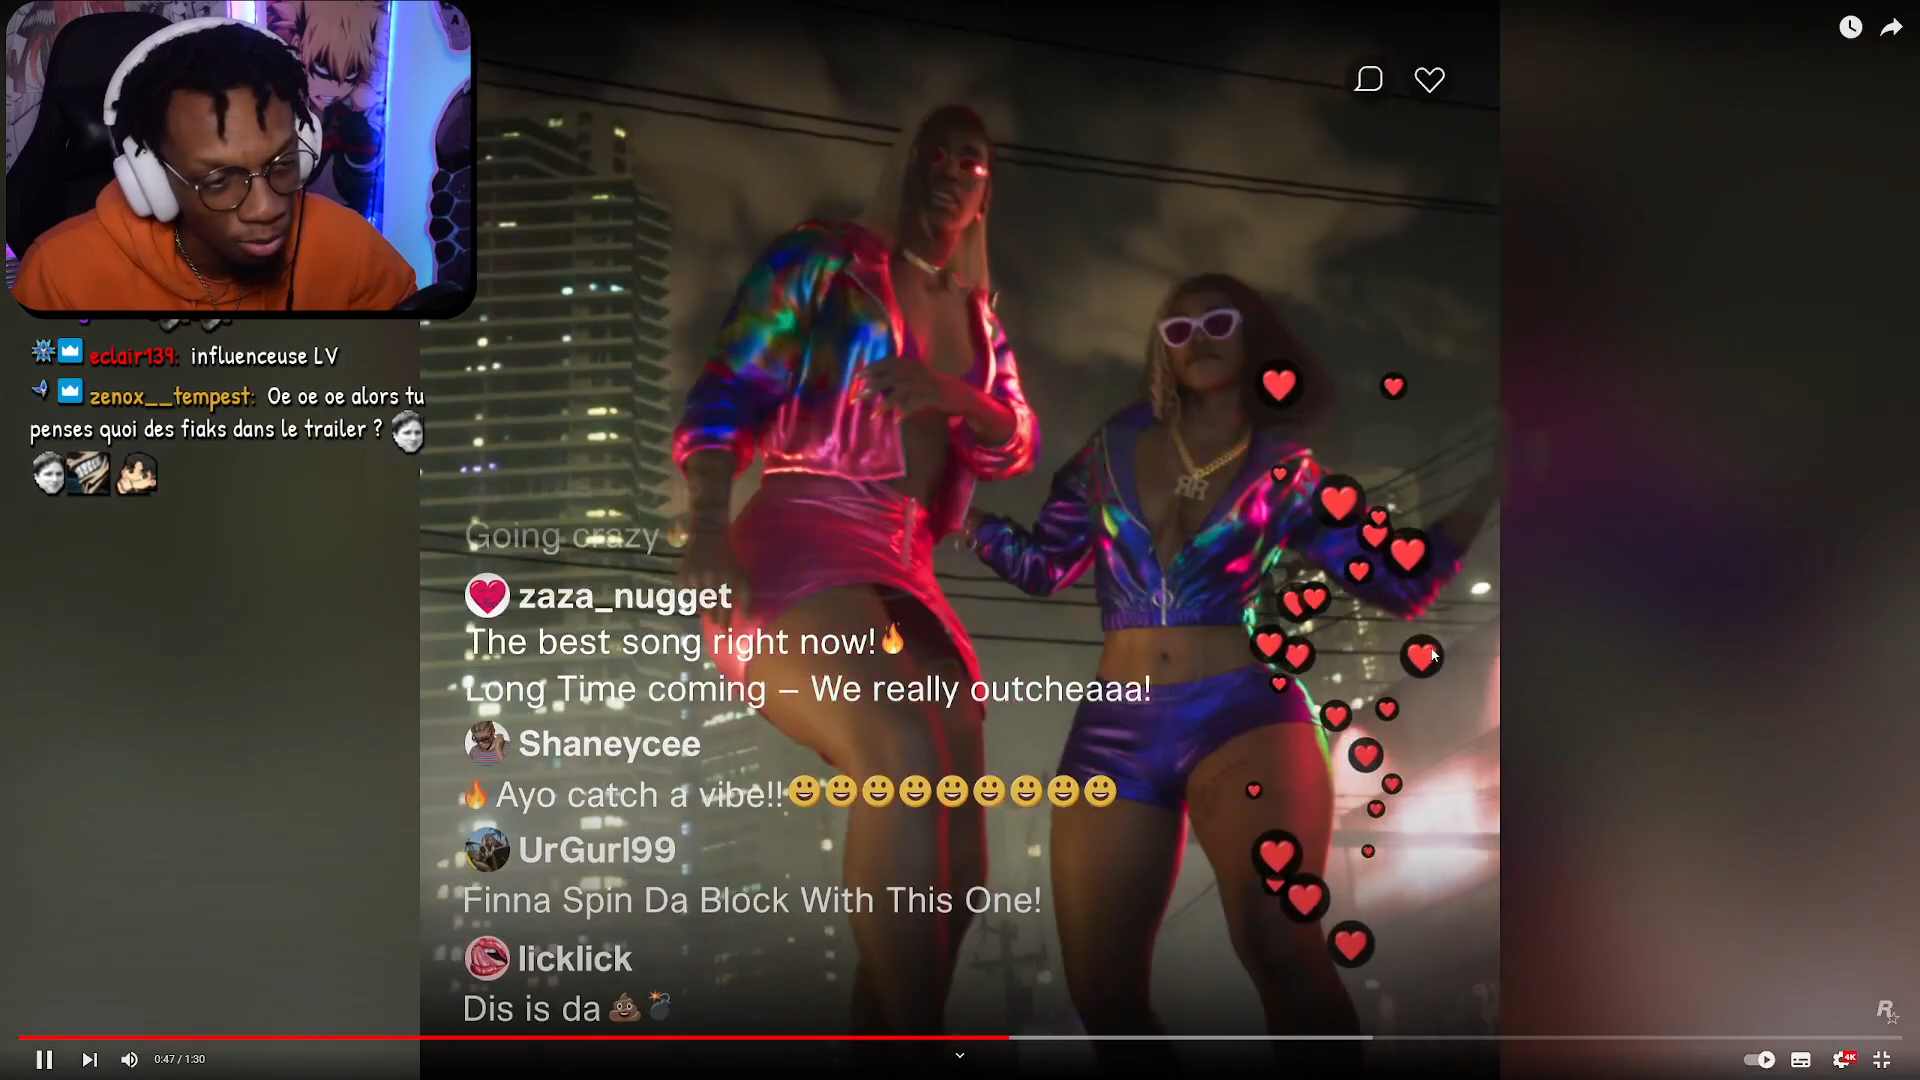 eclair139: influenceuse LV
zenox__tempest: Oe oe oe alors tu
penses quoi des fiaks dans le trailer ?
Going crazy
zaza_nugget
The best song right now!🔥
Long Time coming – We really outcheaaa!
Shaneycee
🔥Ayo catch a vibe!!😀😀😀😀😀😀😀😀😀
UrGurl99
Finna Spin Da Block With This One!
licklick
Dis is da💩💣
RR
R
0:47 / 1:30
4K